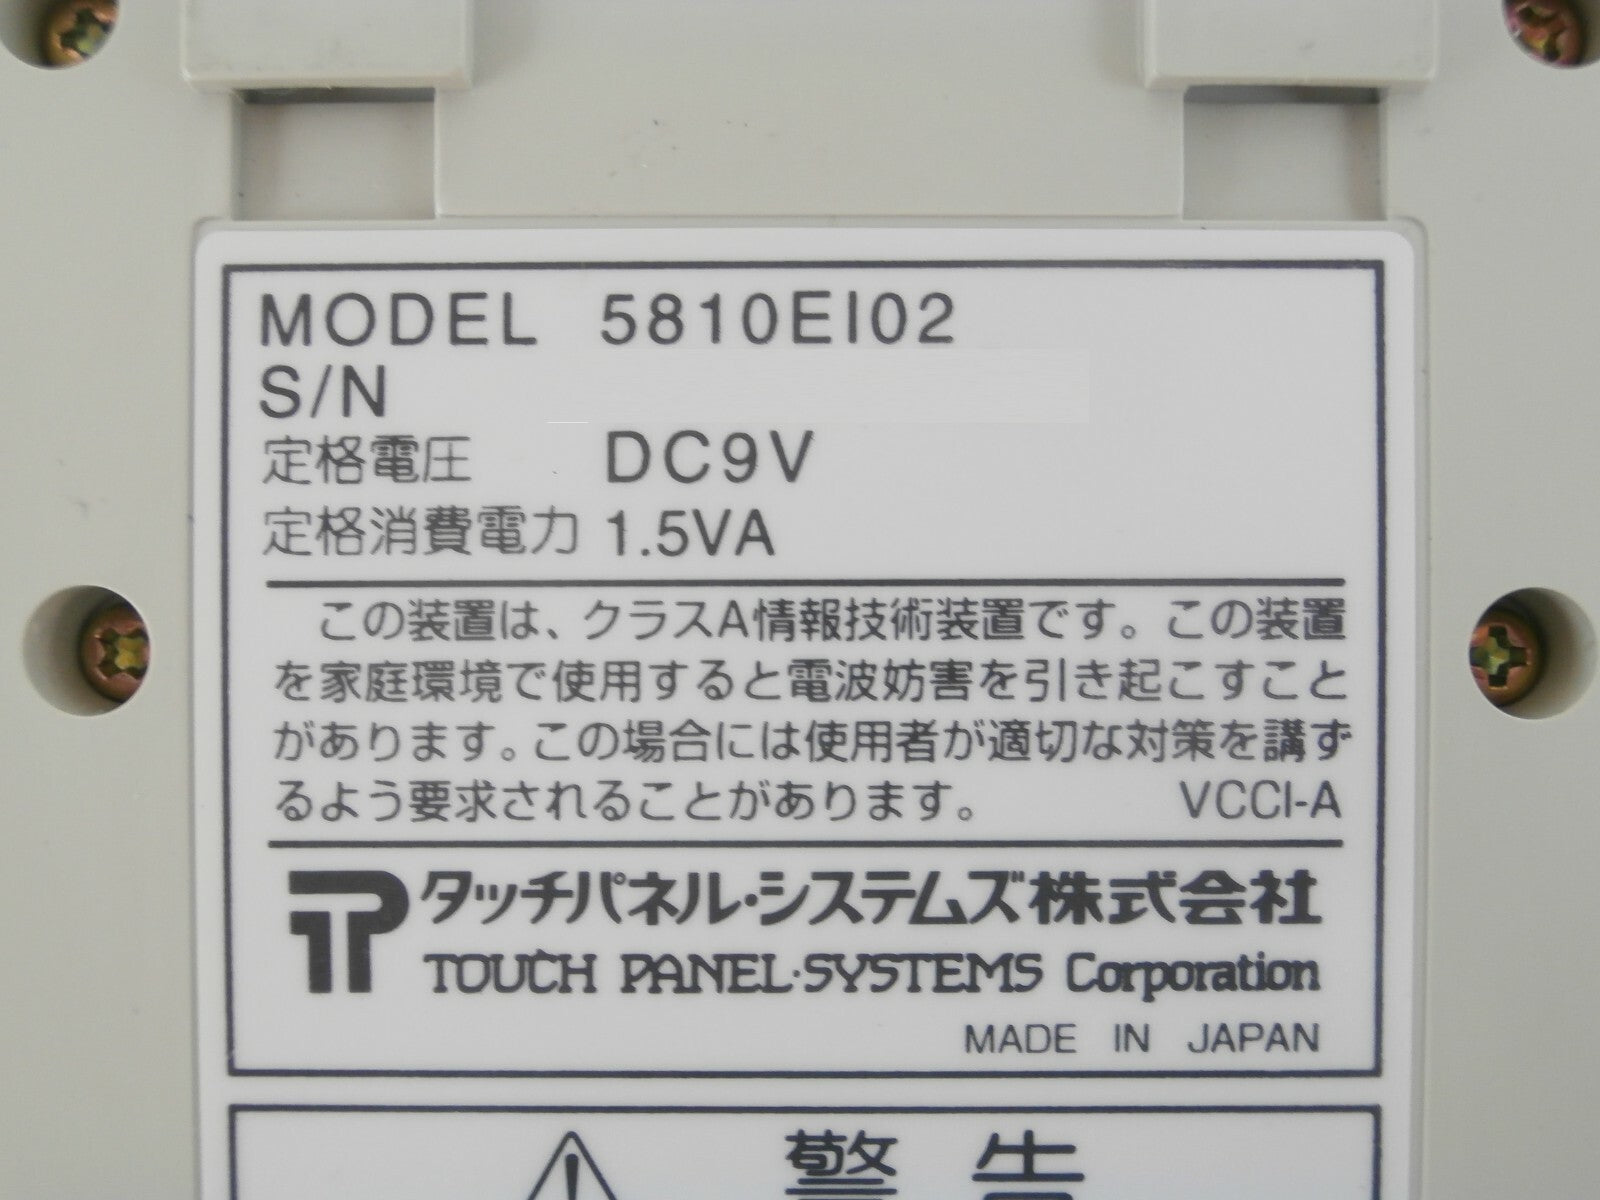 MODEL 5810EI02
S/N
定格電圧 DC9V
定格消費電力 1.5VA
この装置は、クラスA情報技術装置です。この装置
を家庭環境で使用すると電波妨害を引き起こすこと
があります。この場合には使用者が適切な対策を講ず
るよう要求されることがあります。 VCCI-A
TP タッチパネル・システムズ株式会社
TOUCH PANEL·SYSTEMS Corporation
MADE IN JAPAN
警告